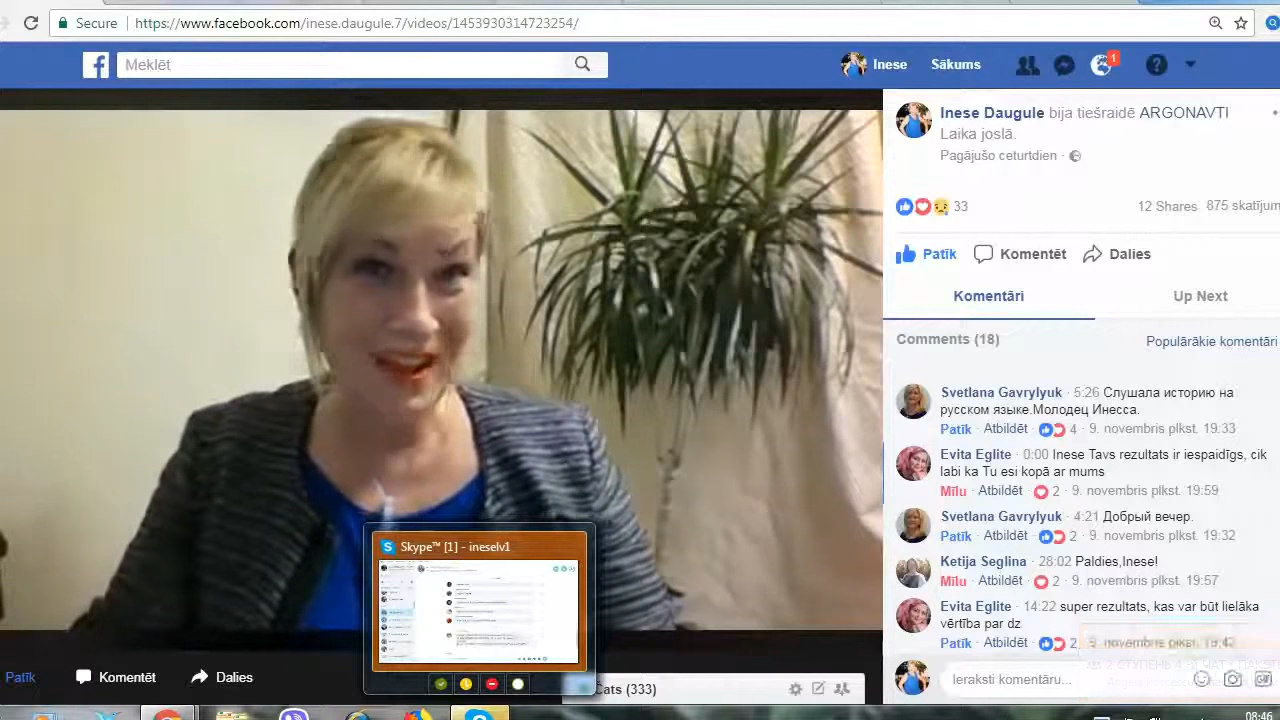 Secure https://www.facebook.com/inese.daugule.7/videos/1453930314723254/
Meklēt
Inese Sākums
1
Inese Daugule bija tiešraidē ARGONAVTI
Laika joslā.
Pagājušo ceturtdien
33
12 Shares 875 skatījum
Patīk Komentēt Dalies
Komentāri Up Next
Comments (18)
Populārākie komentāri
Svetlana Gavrylyuk · 5:26 Слушала историю на
русском языке.Молодец Инесса.
Patīk · Atbildēt · 4 · 9. novembris plkst. 19:33
Evita Eglite · 0:00 Inese Tavs rezultats ir iespaidīgs, cik
labi ka Tu esi kopā ar mums
Mīlu · Atbildēt · 2 · 9. novembris plkst. 19:59
Svetlana Gavrylyuk · 4:21 Добрый вечер.
Patīk · Atbildēt · 2 · 9. novembris plkst. 19:32
Ketija Seglina · 28:02 Paldies,Inese!
Mīlu · Atbildēt · 2 · 9. novembris plkst. 19:57
Evita Eglite · 14:22 super rezultats, kas var būt lielāka
vērtība par dz
Patīk · Atbildēt · 2
Ieraksti komentāru...
GIF
Skype™ [1] - ineselv1
Patīk Komentēt Dalies
Čats (333)